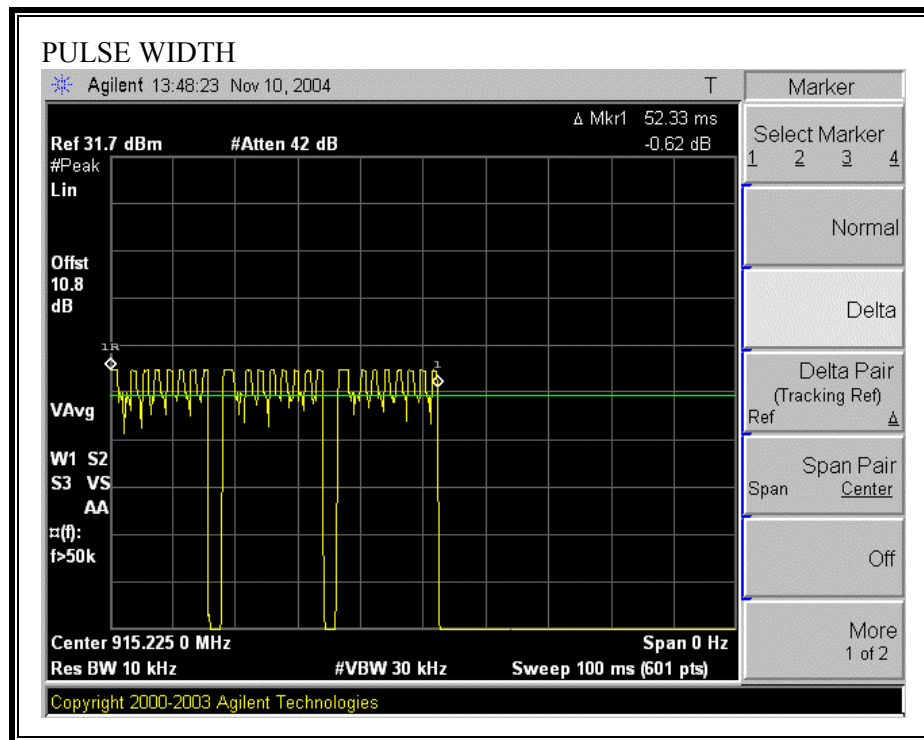 PULSE WIDTH
Agilent 13:48:23 Nov 10, 2004 T
Δ Mkr1 52.33 ms
Ref 31.7 dBm #Atten 42 dB -0.62 dB
#Peak
Lin
Offst
10.8
dB
1R
1
VAvg
W1 S2
S3 VS
AA
¤(f):
f>50k
Center 915.225 0 MHz Span 0 Hz
Res BW 10 kHz #VBW 30 kHz Sweep 100 ms (601 pts)
Copyright 2000-2003 Agilent Technologies
Marker
Select Marker
1 2 3 4
Normal
Delta
Delta Pair
(Tracking Ref)
Ref Δ
Span Pair
Span Center
Off
More
1 of 2